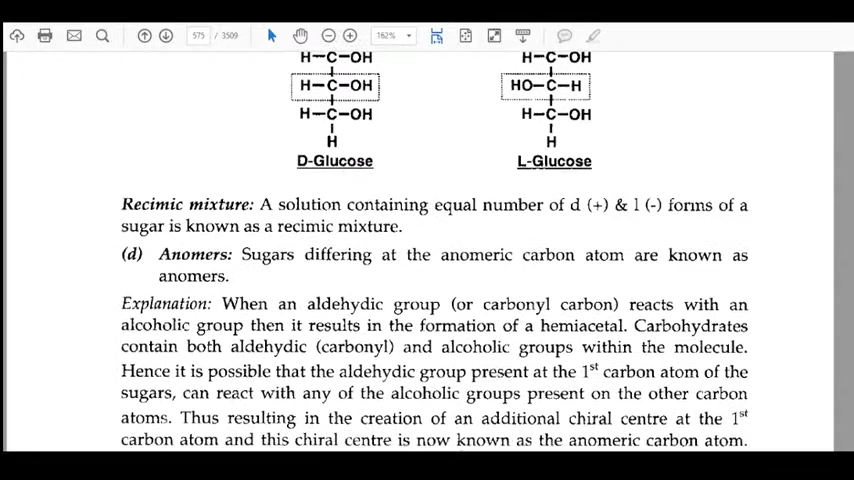 575 / 3509 162%
H—C—OH H—C—OH
H—C—OH HO—C—H
H—C—OH H—C—OH
H H
D-Glucose L-Glucose
Recimic mixture: A solution containing equal number of d (+) & l (-) forms of a
sugar is known as a recimic mixture.
(d) Anomers: Sugars differing at the anomeric carbon atom are known as
anomers.
Explanation: When an aldehydic group (or carbonyl carbon) reacts with an
alcoholic group then it results in the formation of a hemiacetal. Carbohydrates
contain both aldehydic (carbonyl) and alcoholic groups within the molecule.
Hence it is possible that the aldehydic group present at the 1st carbon atom of the
sugars, can react with any of the alcoholic groups present on the other carbon
atoms. Thus resulting in the creation of an additional chiral centre at the 1st
carbon atom and this chiral centre is now known as the anomeric carbon atom.